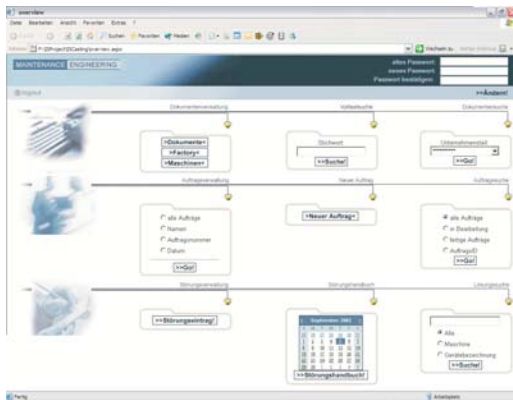 overview
Datei Bearbeiten Ansicht Favoriten Extras ?
Suchen Favoriten Medien
Wechseln zu
MAINTENANCE ENGINEERING
altes Passwort:
neues Passwort:
Passwort bestätigen:
logout
>>Ändern!
Dokumentenverwaltung Volltextsuche Dokumentensuche
>Dokumente<
>Factory<
>Maschinen<
Stichwort
>>Suche!
Unternehmensteil
>>Go!
Auftragsverwaltung Neuer Auftrag Auftragssuche
alle Aufträge
Namen
Auftragsnummer
Datum
>>Go!
>Neuer Auftrag<
alle Aufträge
in Bearbeitung
fertige Aufträge
AuftragsID
>>Go!
Störungsverwaltung Störungshandbuch Lösungssuche
>>Störungseintrag!
September 2002
>>Störungshandbuch!
Alle
Maschine
Gerätebezeichnung
>>Suche!
Fertig
Arbeitsplatz